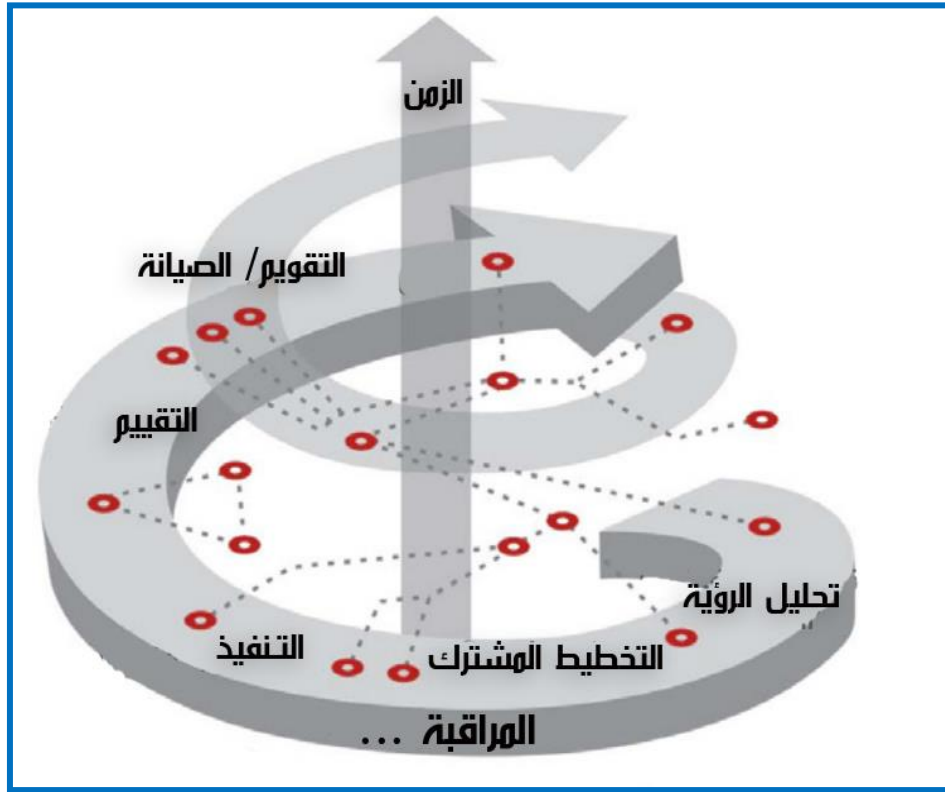 الزمن
التقويم/ الصيانة
التقييم
تحليل الرؤية
التخطيط المشترك
التنفيذ
المراقبة ...